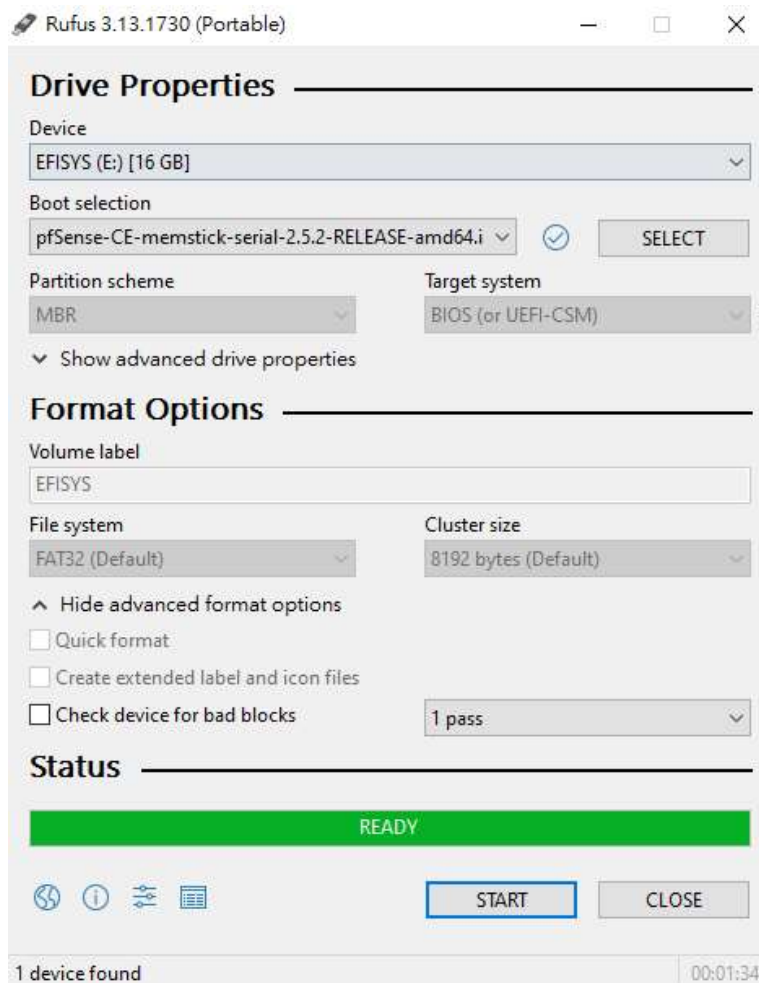 Rufus 3.13.1730 (Portable)
Drive Properties
Device
EFISYS (E:) [16 GB]
Boot selection
pfSense-CE-memstick-serial-2.5.2-RELEASE-amd64.i
SELECT
Partition scheme
Target system
MBR
BIOS (or UEFI-CSM)
Show advanced drive properties
Format Options
Volume label
EFISYS
File system
Cluster size
FAT32 (Default)
8192 bytes (Default)
Hide advanced format options
Quick format
Create extended label and icon files
Check device for bad blocks
1 pass
Status
READY
START
CLOSE
1 device found
00:01:34